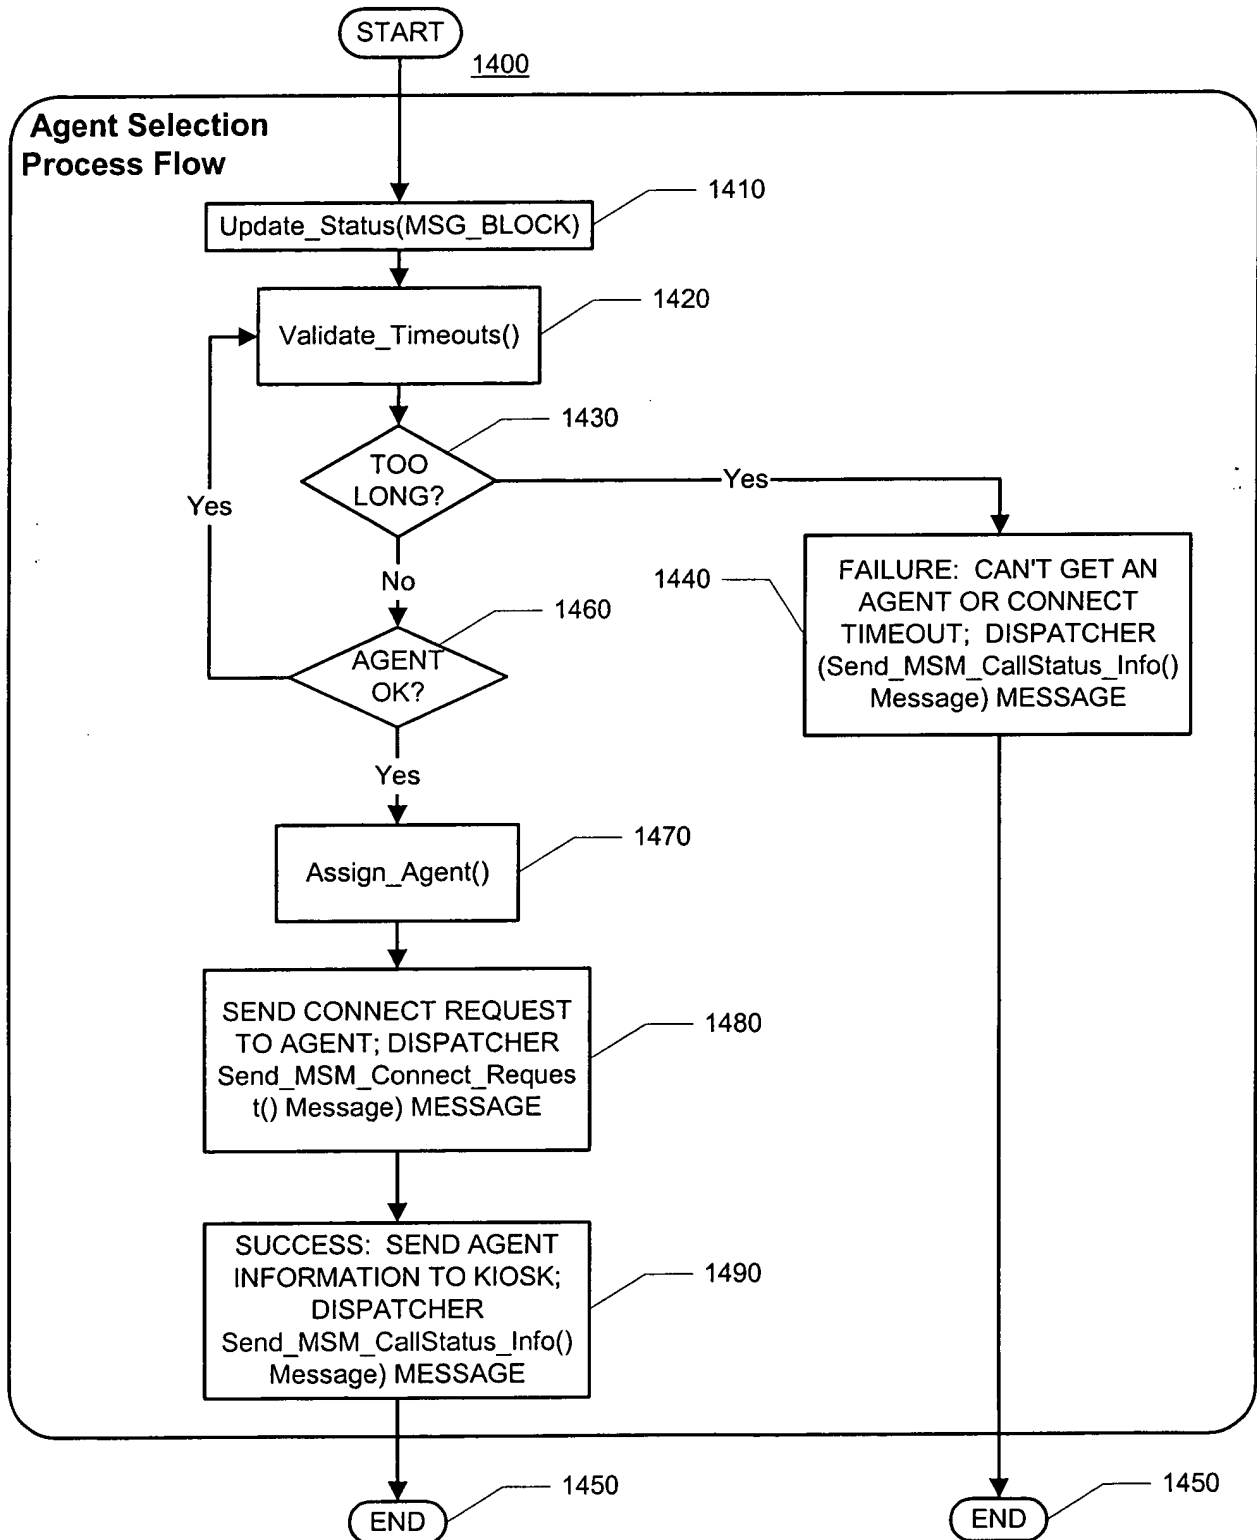 START
1400
Agent Selection
Process Flow
1410
Update_Status(MSG_BLOCK)
1420
Validate_Timeouts()
1430
TOO
LONG?
Yes
Yes
No
1460
AGENT
OK?
1440
FAILURE: CAN'T GET AN
AGENT OR CONNECT
TIMEOUT; DISPATCHER
(Send_MSM_CallStatus_Info()
Message) MESSAGE
Yes
1470
Assign_Agent()
SEND CONNECT REQUEST
TO AGENT; DISPATCHER
Send_MSM_Connect_Reques
t() Message) MESSAGE
1480
SUCCESS: SEND AGENT
INFORMATION TO KIOSK;
DISPATCHER
Send_MSM_CallStatus_Info()
Message) MESSAGE
1490
1450
END
1450
END